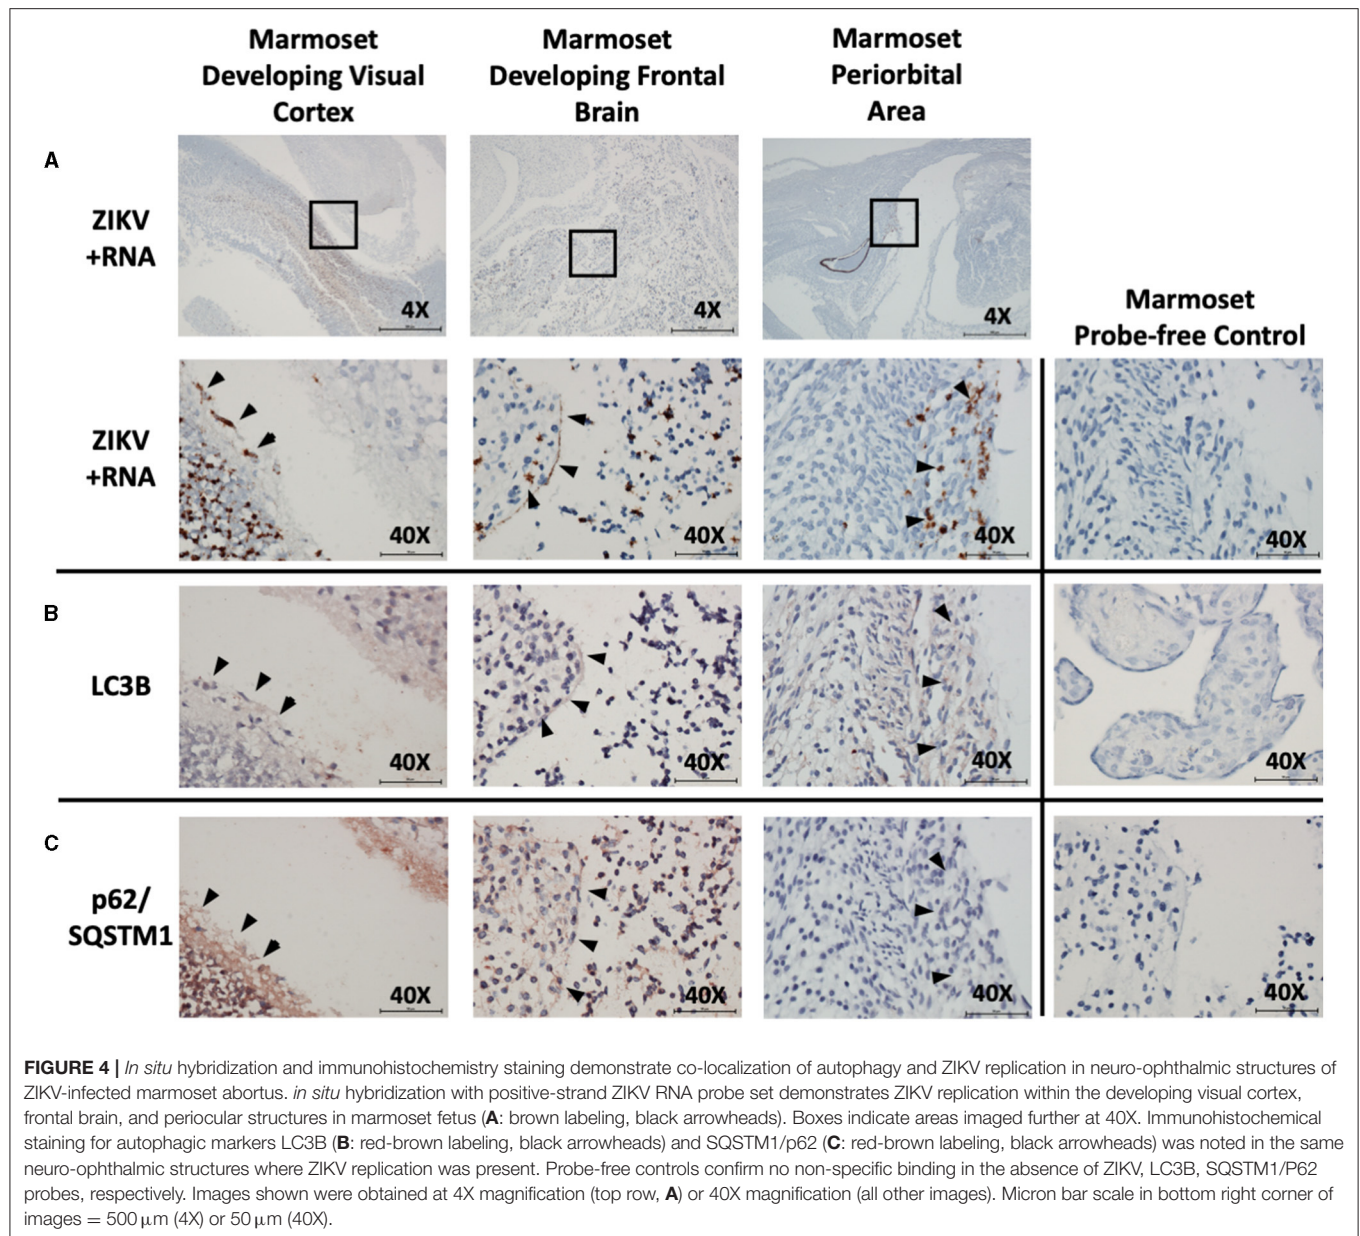 Marmoset
Developing Visual
Cortex
Marmoset
Developing Frontal
Brain
Marmoset
Periorbital
Area
A
ZIKV
+RNA
4X
4X
4X
Marmoset
Probe-free Control
ZIKV
+RNA
40X
40X
40X
40X
B
LC3B
40X
40X
40X
40X
C
p62/
SQSTM1
40X
40X
40X
40X
FIGURE 4 | In situ hybridization and immunohistochemistry staining demonstrate co-localization of autophagy and ZIKV replication in neuro-ophthalmic structures of
ZIKV-infected marmoset abortus. in situ hybridization with positive-strand ZIKV RNA probe set demonstrates ZIKV replication within the developing visual cortex,
frontal brain, and periocular structures in marmoset fetus (A: brown labeling, black arrowheads). Boxes indicate areas imaged further at 40X. Immunohistochemical
staining for autophagic markers LC3B (B: red-brown labeling, black arrowheads) and SQSTM1/p62 (C: red-brown labeling, black arrowheads) was noted in the same
neuro-ophthalmic structures where ZIKV replication was present. Probe-free controls confirm no non-specific binding in the absence of ZIKV, LC3B, SQSTM1/P62
probes, respectively. Images shown were obtained at 4X magnification (top row, A) or 40X magnification (all other images). Micron bar scale in bottom right corner of
images = 500 μm (4X) or 50 μm (40X).